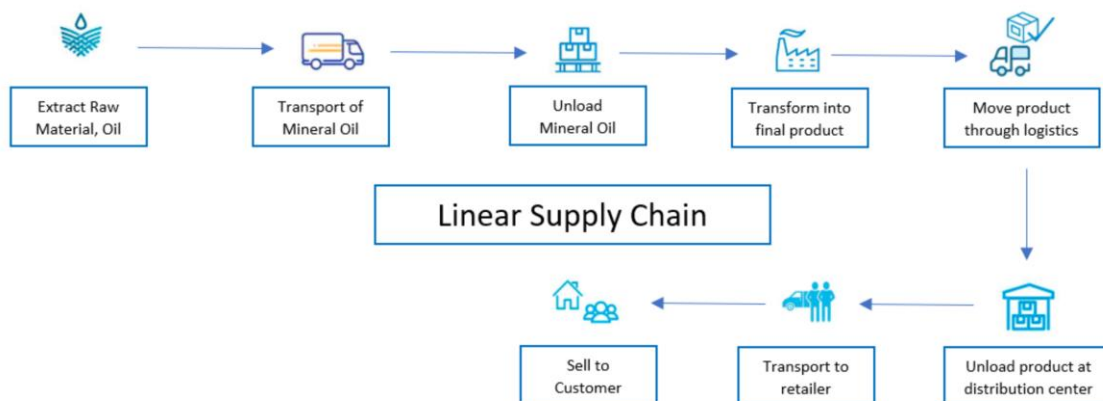 Extract Raw
Material, Oil
Transport of
Mineral Oil
Unload
Mineral Oil
Transform into
final product
Move product
through logistics
Linear Supply Chain
Sell to
Customer
Transport to
retailer
Unload product at
distribution center